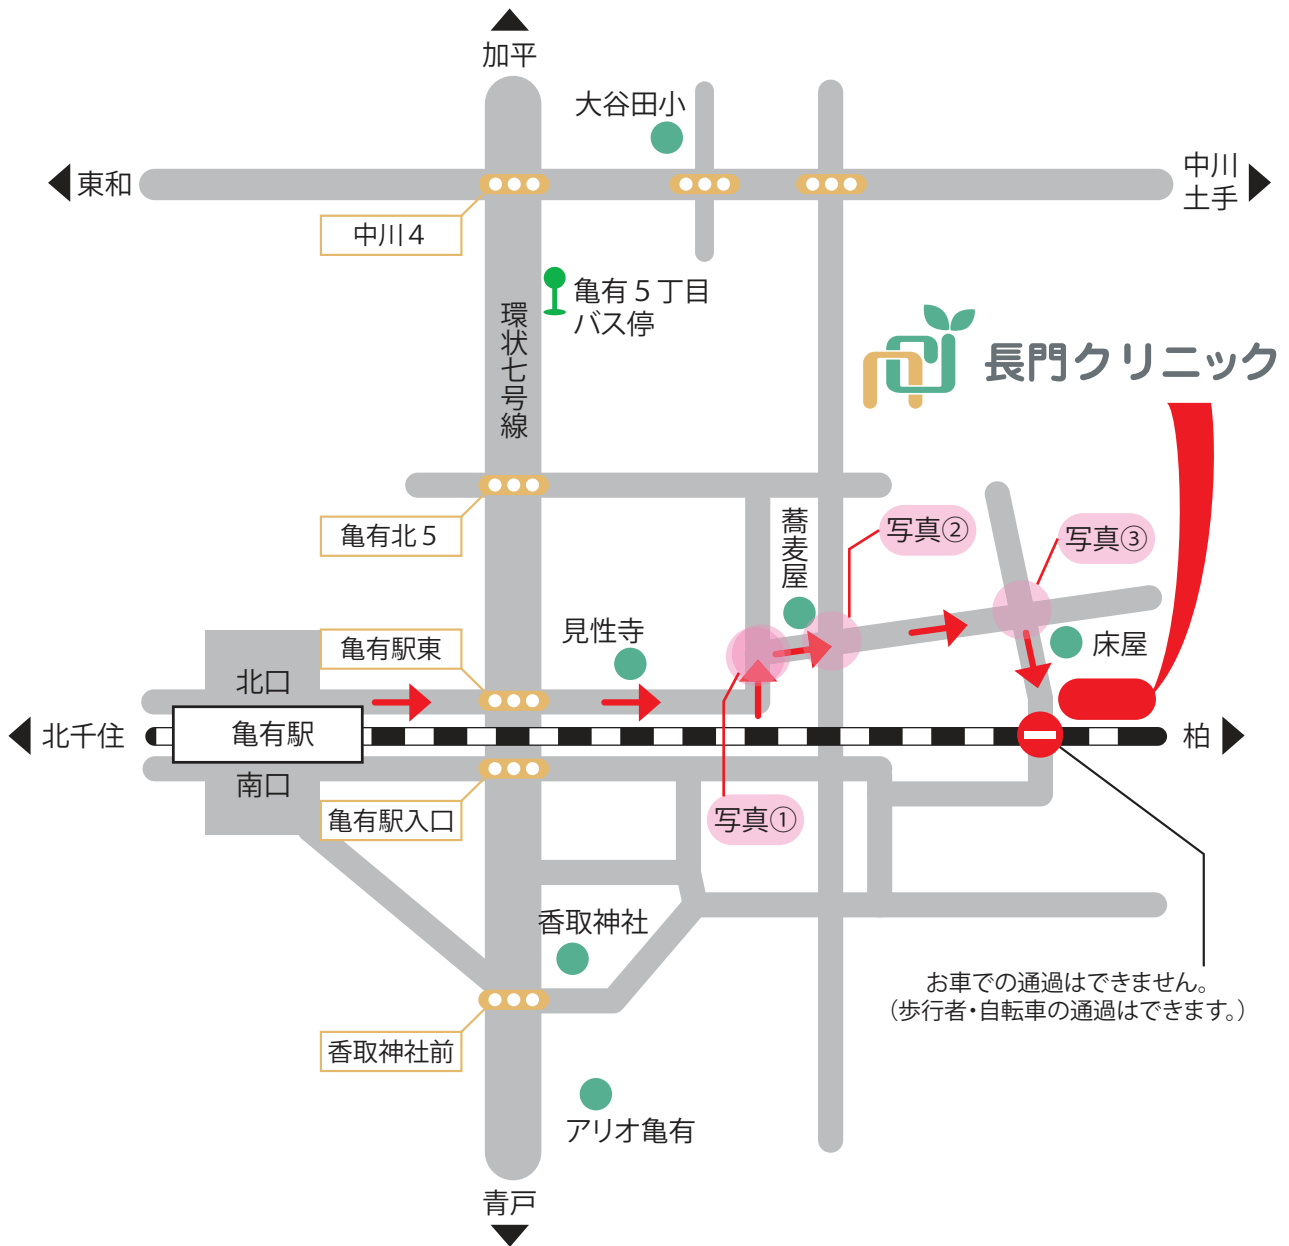 加平
大谷田小
東和
中川
土手
中川４
亀有５丁目
バス停
環状七号線
長門クリニック
亀有北５
蕎麦屋
写真②
写真③
見性寺
亀有駅東
床屋
北口
亀有駅
北千住
柏
南口
亀有駅入口
写真①
香取神社
お車での通過はできません。
（歩行者・自転車の通過はできます。）
香取神社前
アリオ亀有
青戸